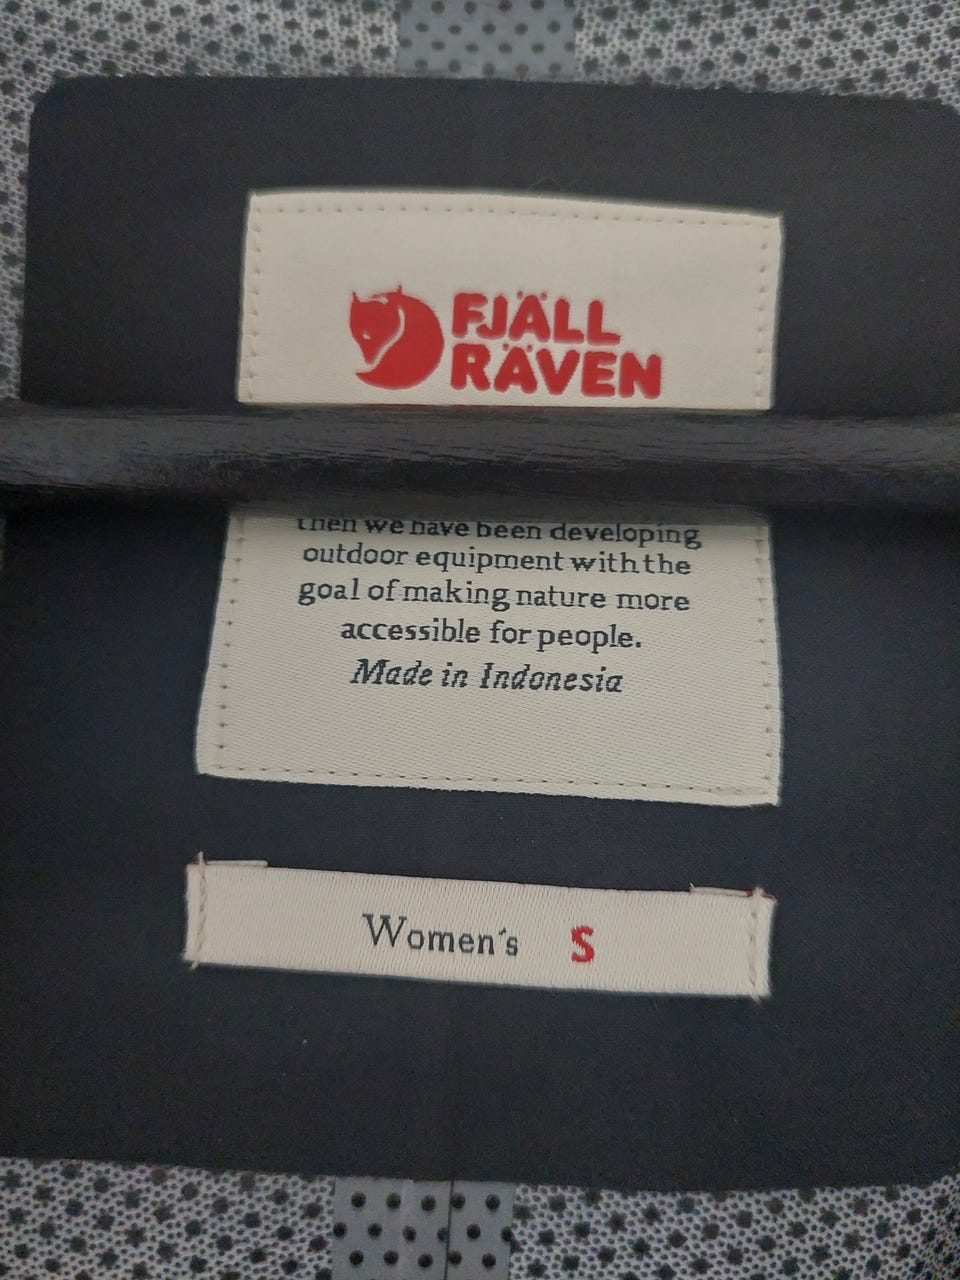 FJÄLL
RÄVEN
then we have been developing
outdoor equipment with the
goal of making nature more
accessible for people.
Made in Indonesia
Women´s S